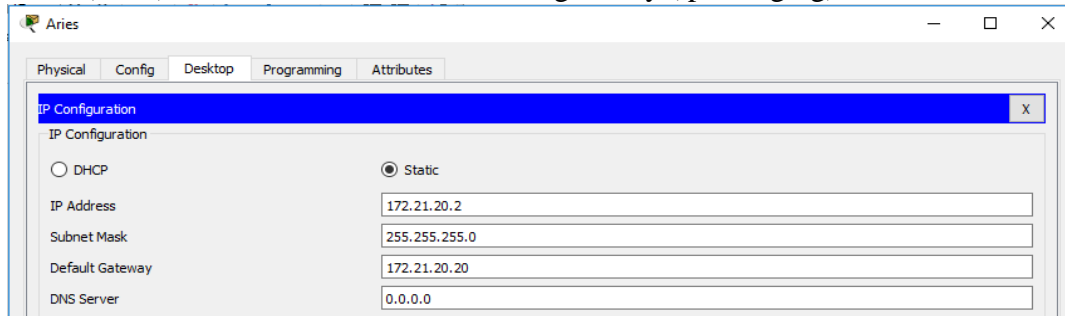 Aries
Physical Config Desktop Programming Attributes
IP Configuration X
IP Configuration
DHCP Static
IP Address 172.21.20.2
Subnet Mask 255.255.255.0
Default Gateway 172.21.20.20
DNS Server 0.0.0.0